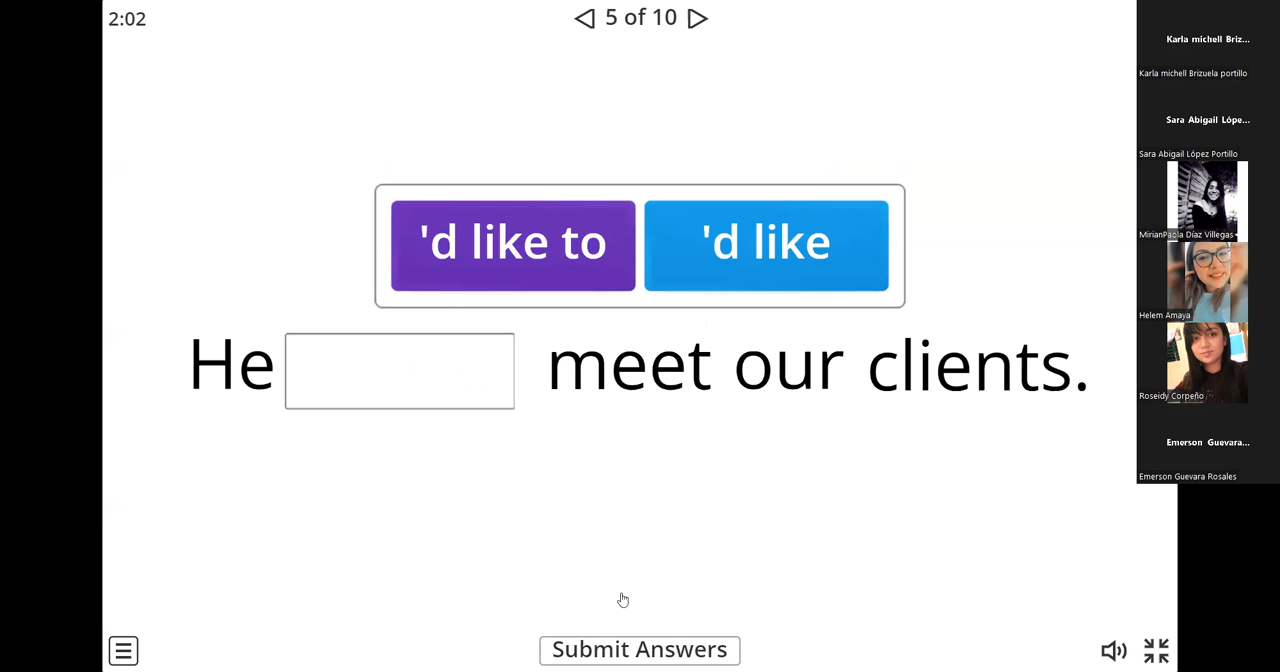 2:02
5 of 10
'd like to
'd like
He
meet our clients.
Submit Answers
Karla michell Briz...
Karla michell Brizuela portillo
Sara Abigail Lópe...
Sara Abigail López Portillo
MirianPaola Díaz Villegas
Helem Amaya
Roseidy Corpeño
Emerson Guevara...
Emerson Guevara Rosales